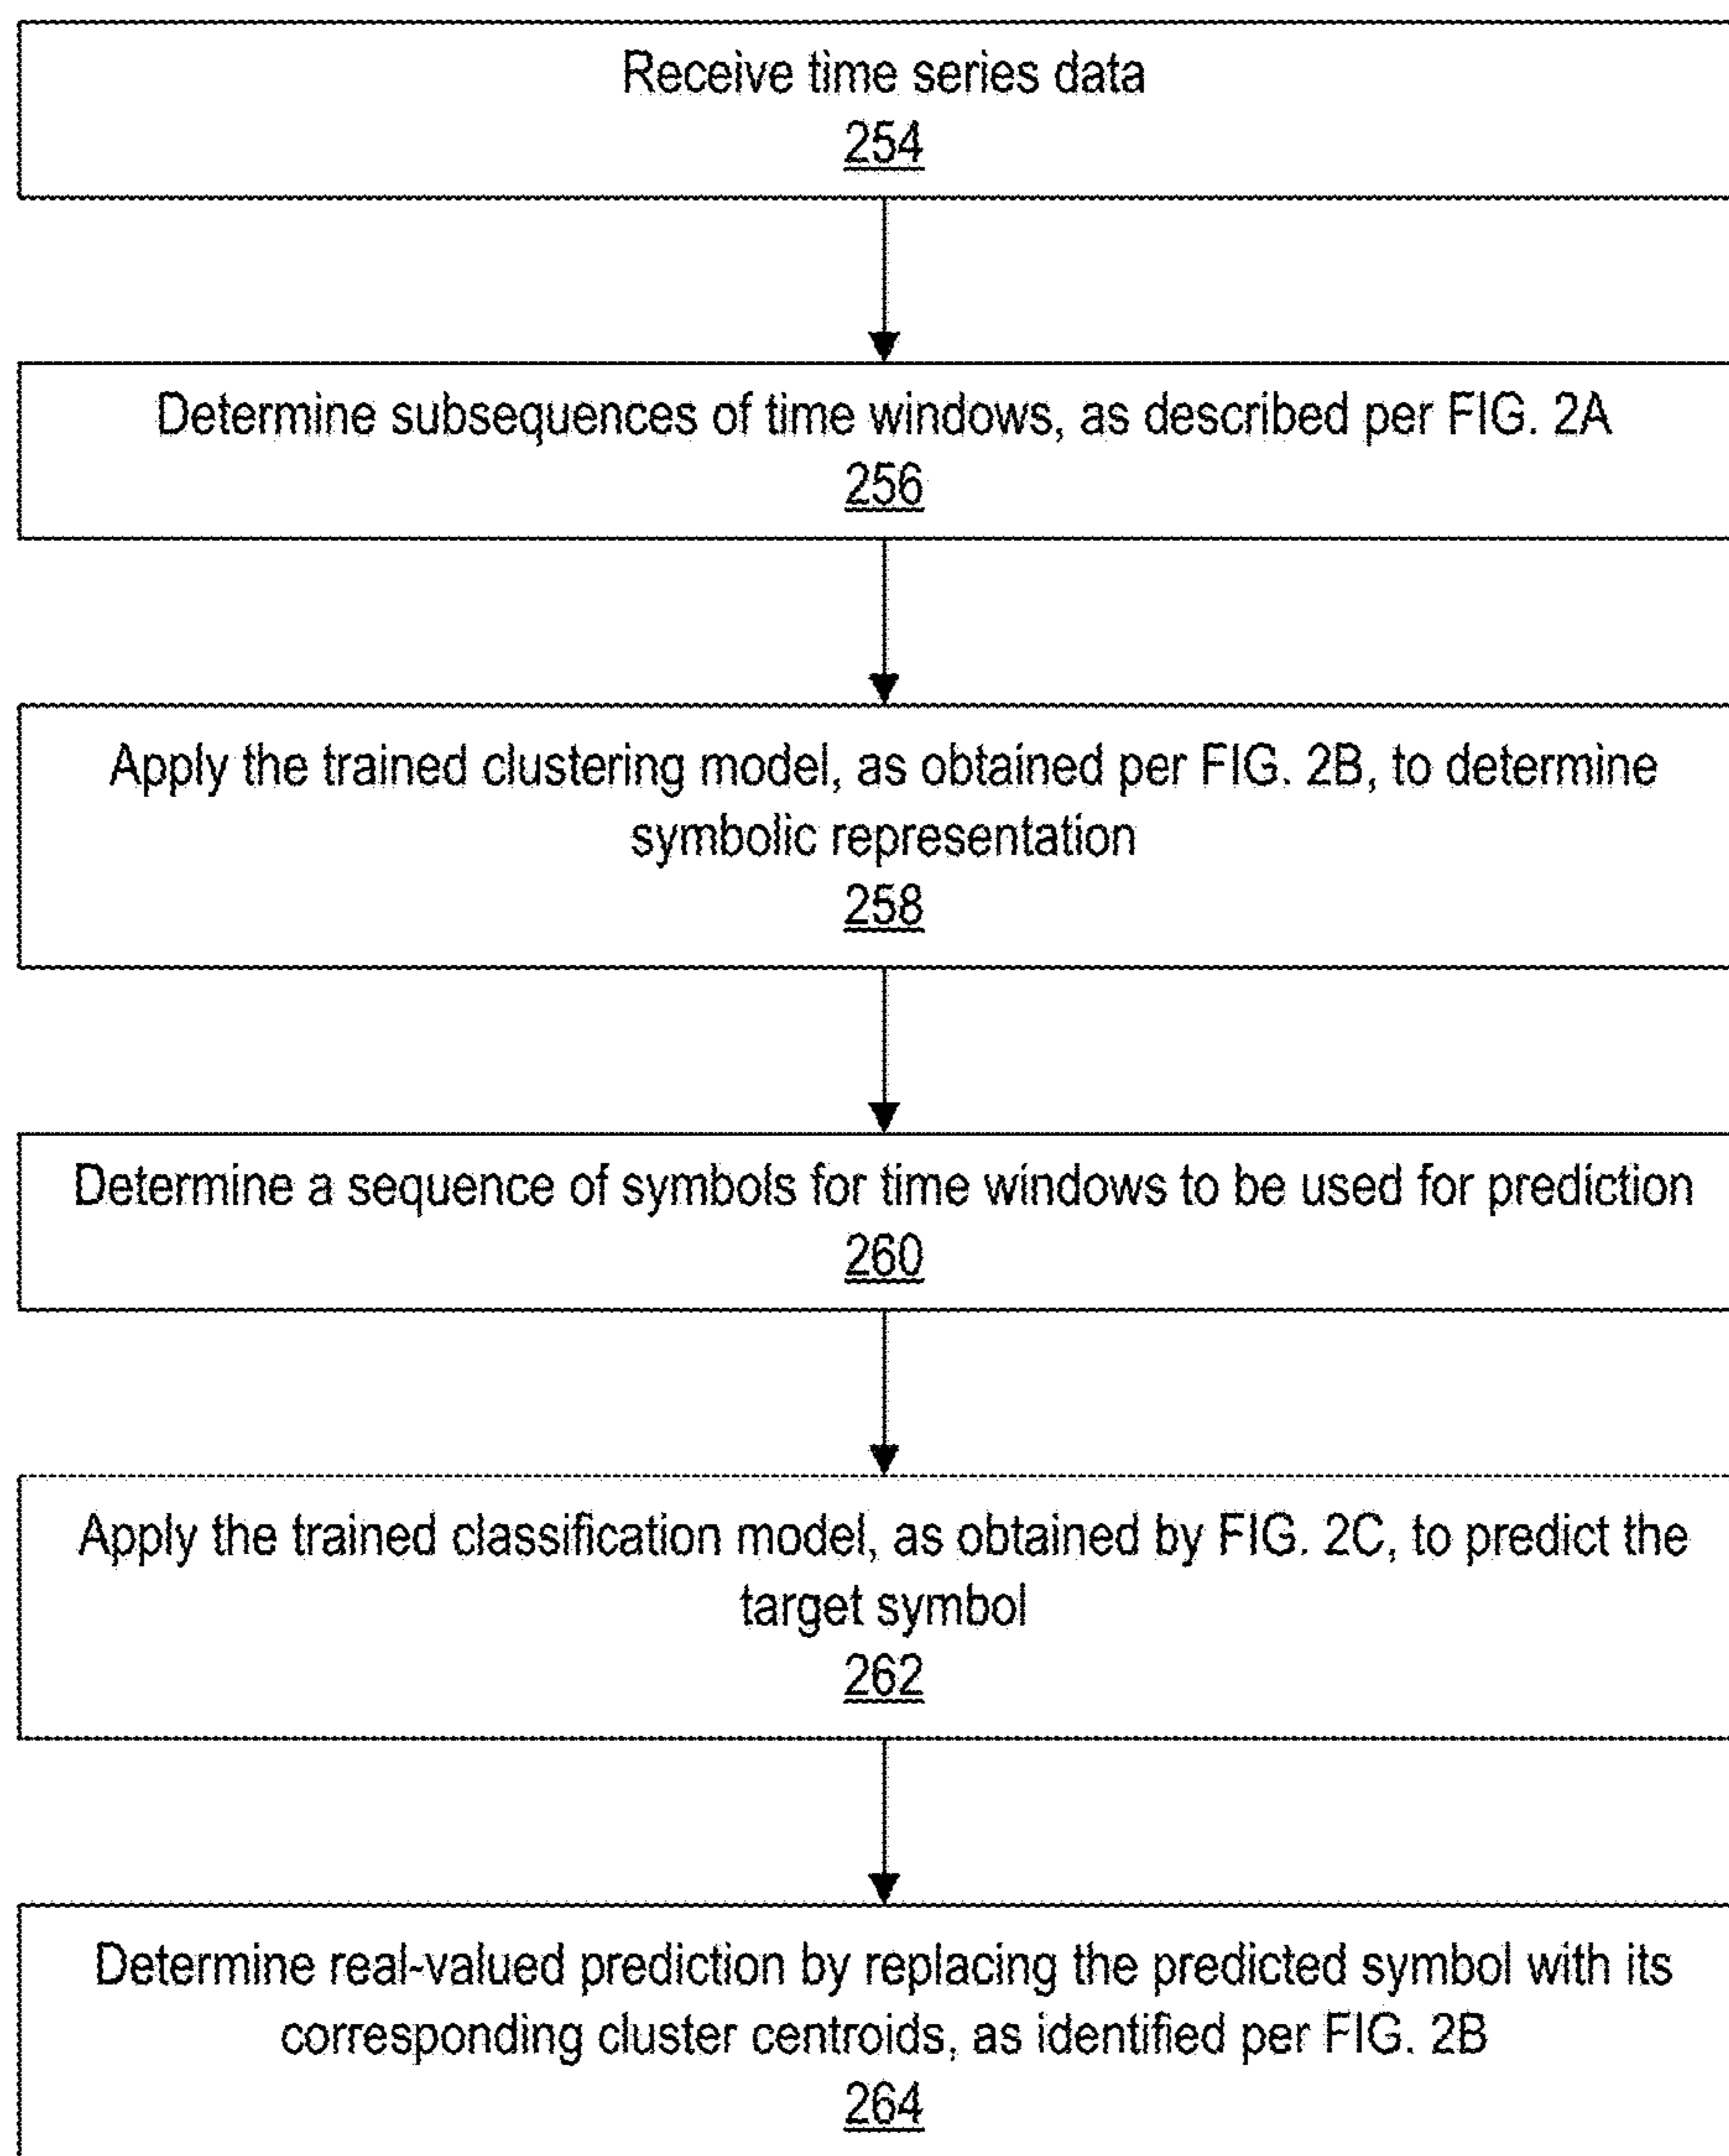 Receive time series data
254
Determine subsequences of time windows, as described per FIG. 2A
256
Apply the trained clustering model, as obtained per FIG. 2B, to determine
symbolic representation
258
Determine a sequence of symbols for time windows to be used for prediction
260
Apply the trained classification model, as obtained by FIG. 2C, to predict the
target symbol
262
Determine real-valued prediction by replacing the predicted symbol with its
corresponding cluster centroids, as identified per FIG. 2B
264